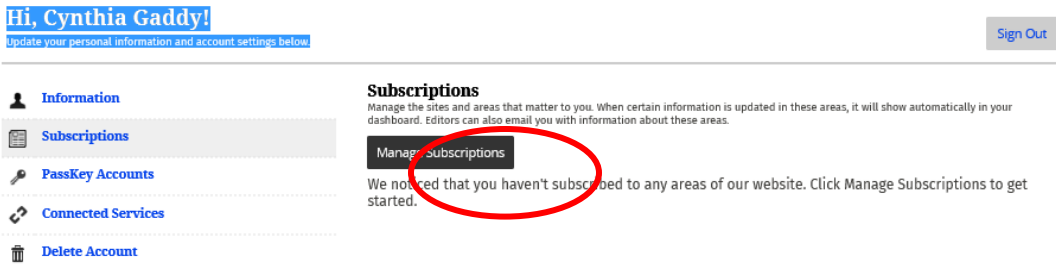 Hi, Cynthia Gaddy!
Update your personal information and account settings below.
Sign Out
Information
Subscriptions
PassKey Accounts
Connected Services
Delete Account
Subscriptions
Manage the sites and areas that matter to you. When certain information is updated in these areas, it will show automatically in your
dashboard. Editors can also email you with information about these areas.
Manage Subscriptions
We noticed that you haven't subscribed to any areas of our website. Click Manage Subscriptions to get
started.